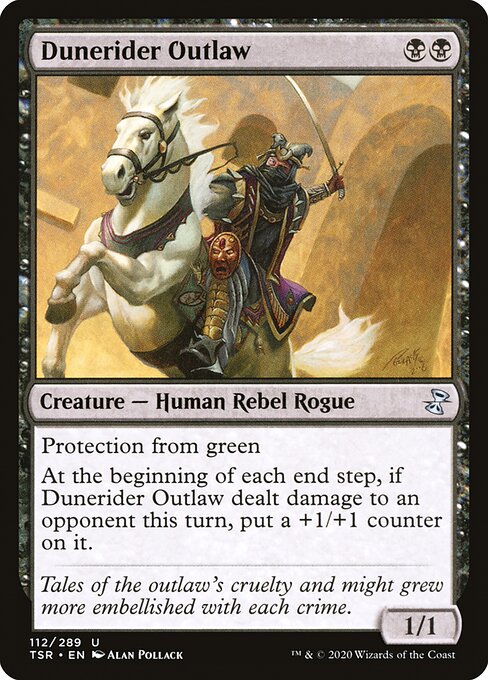 Dunerider Outlaw
Creature — Human Rebel Rogue
Protection from green
At the beginning of each end step, if
Dunerider Outlaw dealt damage to an
opponent this turn, put a +1/+1 counter
on it.
Tales of the outlaw's cruelty and might grew
more embellished with each crime.
1/1
112/289 U
TSR • EN Alan Pollack
™ & © 2020 Wizards of the Coast